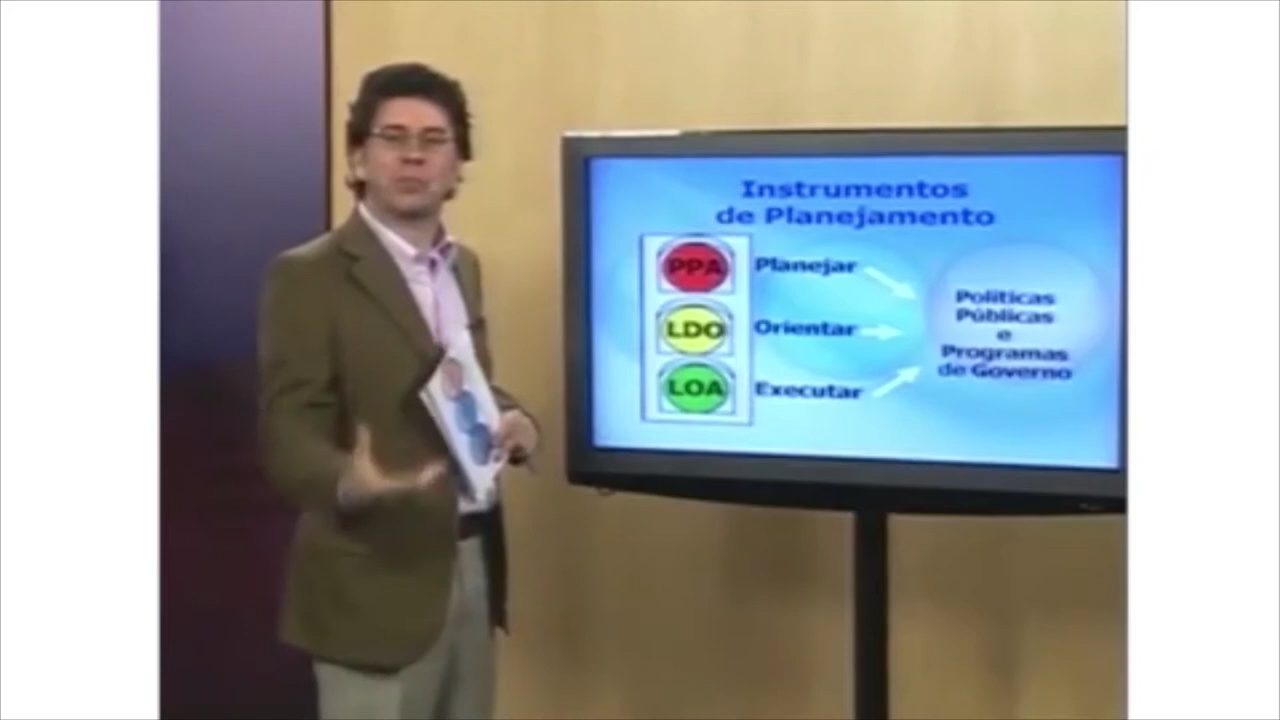 Instrumentos
de Planejamento
PPA Planejar
LDO Orientar
LOA Executar
Políticas
Públicas
e
Programas
de Governo